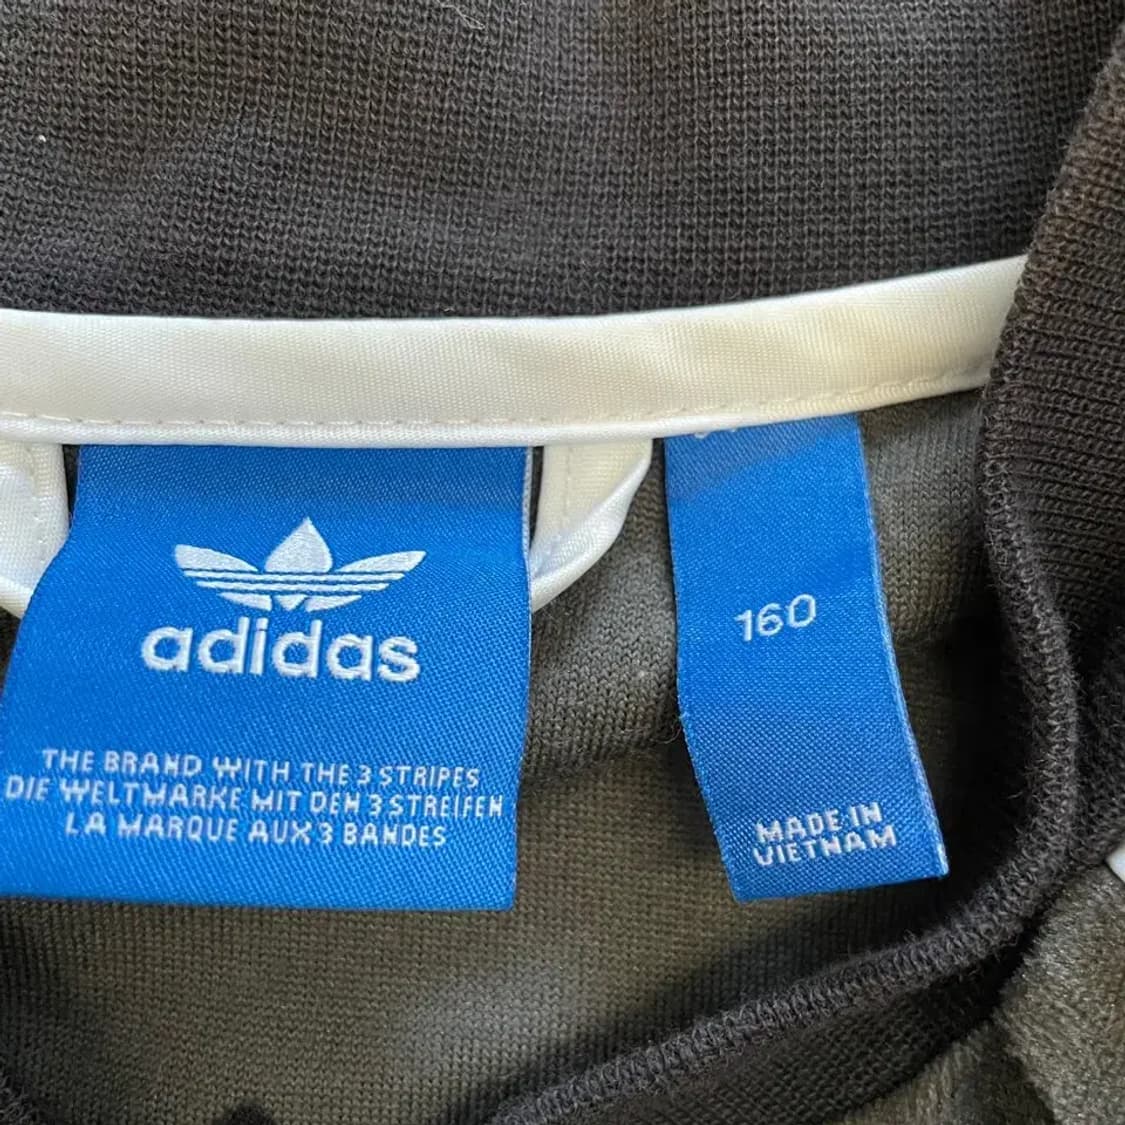 adidas
THE BRAND WITH THE 3 STRIPES
DIE WELTMARKE MIT DEN 3 STREIFEN
LA MARQUE AUX 3 BANDES
160
MADE IN
VIETNAM